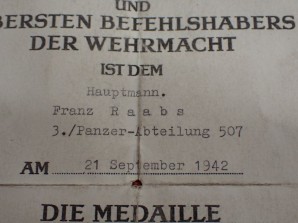 UND
BERSTEN BEFEHLSHABERS
DER WEHRMACHT
IST DEM
Hauptmann.
Franz Raabs
3./Panzer-Abteilung 507
AM 21 September 1942
DIE MEDAILLE